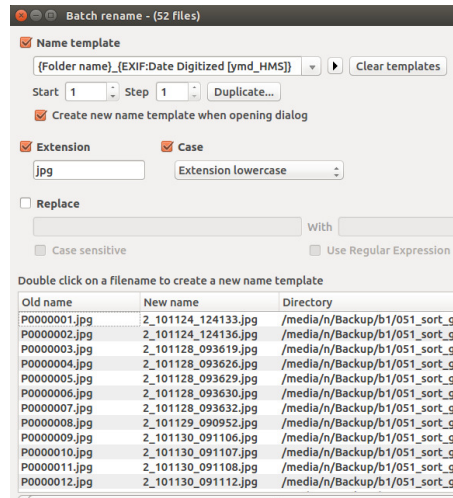 Batch rename - (52 files)
Name template
{Folder name}_{EXIF:Date Digitized [ymd_HMS]} Clear templates
Start 1 Step 1 Duplicate...
Create new name template when opening dialog
Extension Case
jpg Extension lowercase
Replace
With
Case sensitive Use Regular Expression
Double click on a filename to create a new name template
Old name New name Directory
P0000001.jpg 2_101124_124133.jpg /media/n/Backup/b1/051_sort_g
P0000002.jpg 2_101124_124136.jpg /media/n/Backup/b1/051_sort_g
P0000003.jpg 2_101128_093619.jpg /media/n/Backup/b1/051_sort_g
P0000004.jpg 2_101128_093626.jpg /media/n/Backup/b1/051_sort_g
P0000005.jpg 2_101128_093629.jpg /media/n/Backup/b1/051_sort_g
P0000006.jpg 2_101128_093630.jpg /media/n/Backup/b1/051_sort_g
P0000007.jpg 2_101128_093632.jpg /media/n/Backup/b1/051_sort_g
P0000008.jpg 2_101129_090952.jpg /media/n/Backup/b1/051_sort_g
P0000009.jpg 2_101130_091106.jpg /media/n/Backup/b1/051_sort_g
P0000010.jpg 2_101130_091107.jpg /media/n/Backup/b1/051_sort_g
P0000011.jpg 2_101130_091108.jpg /media/n/Backup/b1/051_sort_g
P0000012.jpg 2_101130_091112.jpg /media/n/Backup/b1/051_sort_g